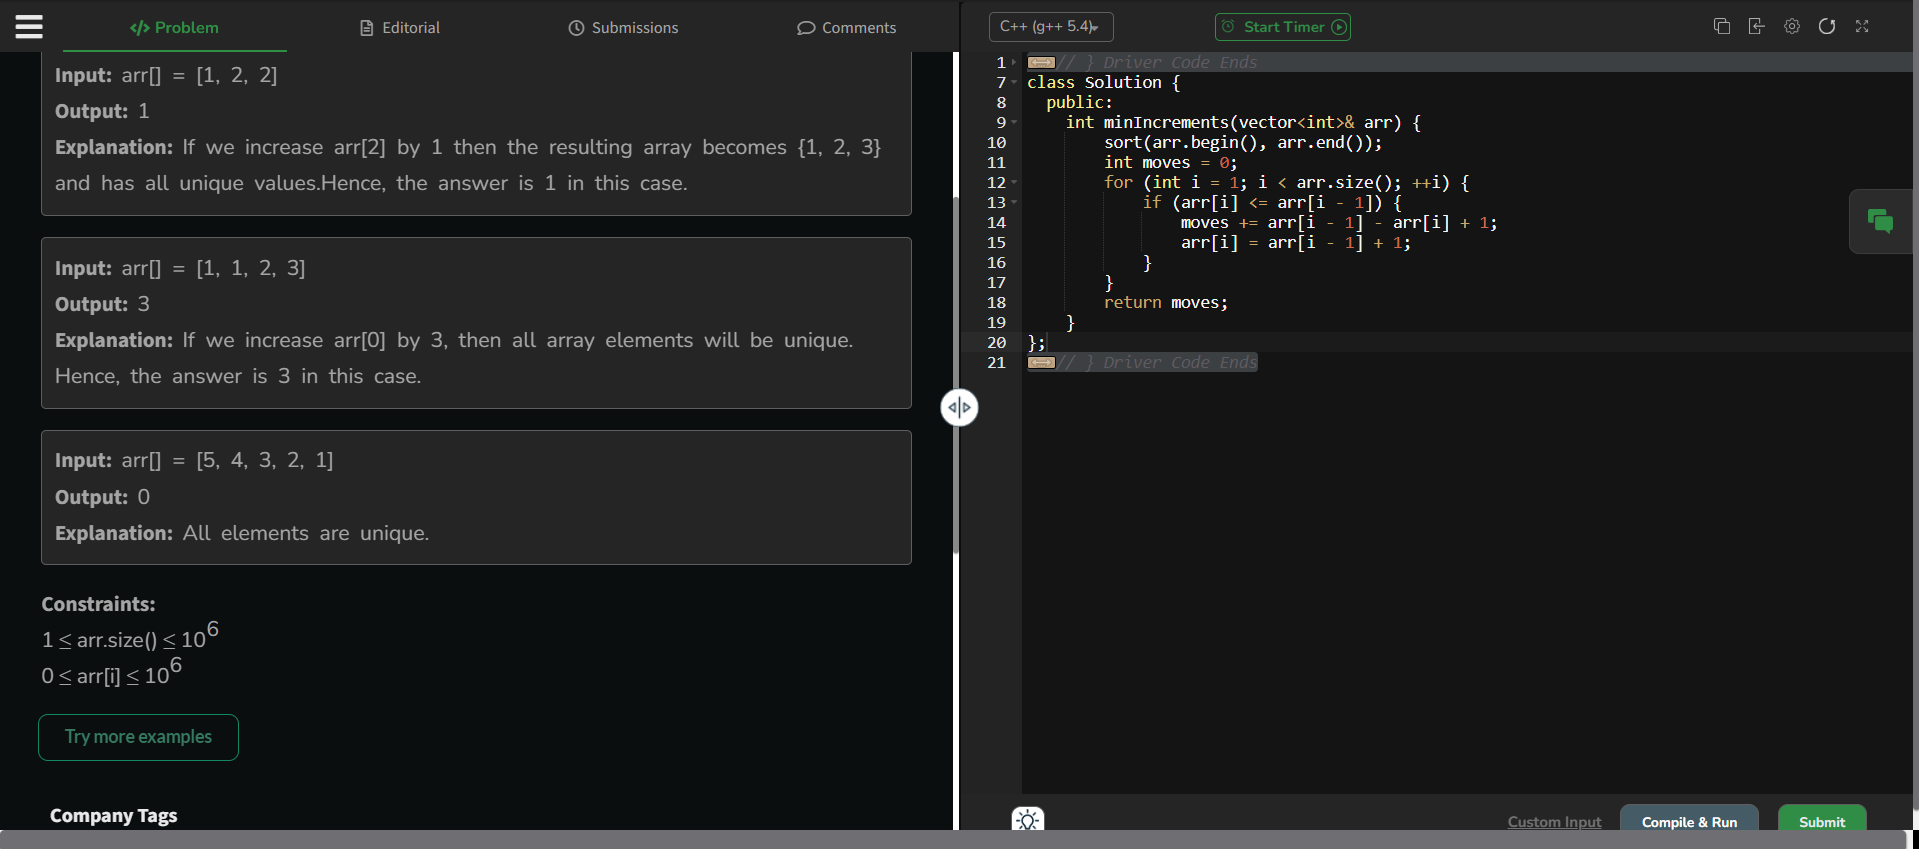 </> Problem
Editorial
Submissions
Comments
Input: arr[] = [1, 2, 2]
Output: 1
Explanation: If we increase arr[2] by 1 then the resulting array becomes {1, 2, 3}
and has all unique values.Hence, the answer is 1 in this case.
Input: arr[] = [1, 1, 2, 3]
Output: 3
Explanation: If we increase arr[0] by 3, then all array elements will be unique.
Hence, the answer is 3 in this case.
Input: arr[] = [5, 4, 3, 2, 1]
Output: 0
Explanation: All elements are unique.
Constraints:
1 ≤ arr.size() ≤ 10^6
0 ≤ arr[i] ≤ 10^6
Try more examples
Company Tags
C++ (g++ 5.4)
Start Timer
1 // } Driver Code Ends
7 class Solution {
8 public:
9 int minIncrements(vector<int>& arr) {
10 sort(arr.begin(), arr.end());
11 int moves = 0;
12 for (int i = 1; i < arr.size(); ++i) {
13 if (arr[i] <= arr[i - 1]) {
14 moves += arr[i - 1] - arr[i] + 1;
15 arr[i] = arr[i - 1] + 1;
16 }
17 }
18 return moves;
19 }
20 };
21 // } Driver Code Ends
Custom Input
Compile & Run
Submit